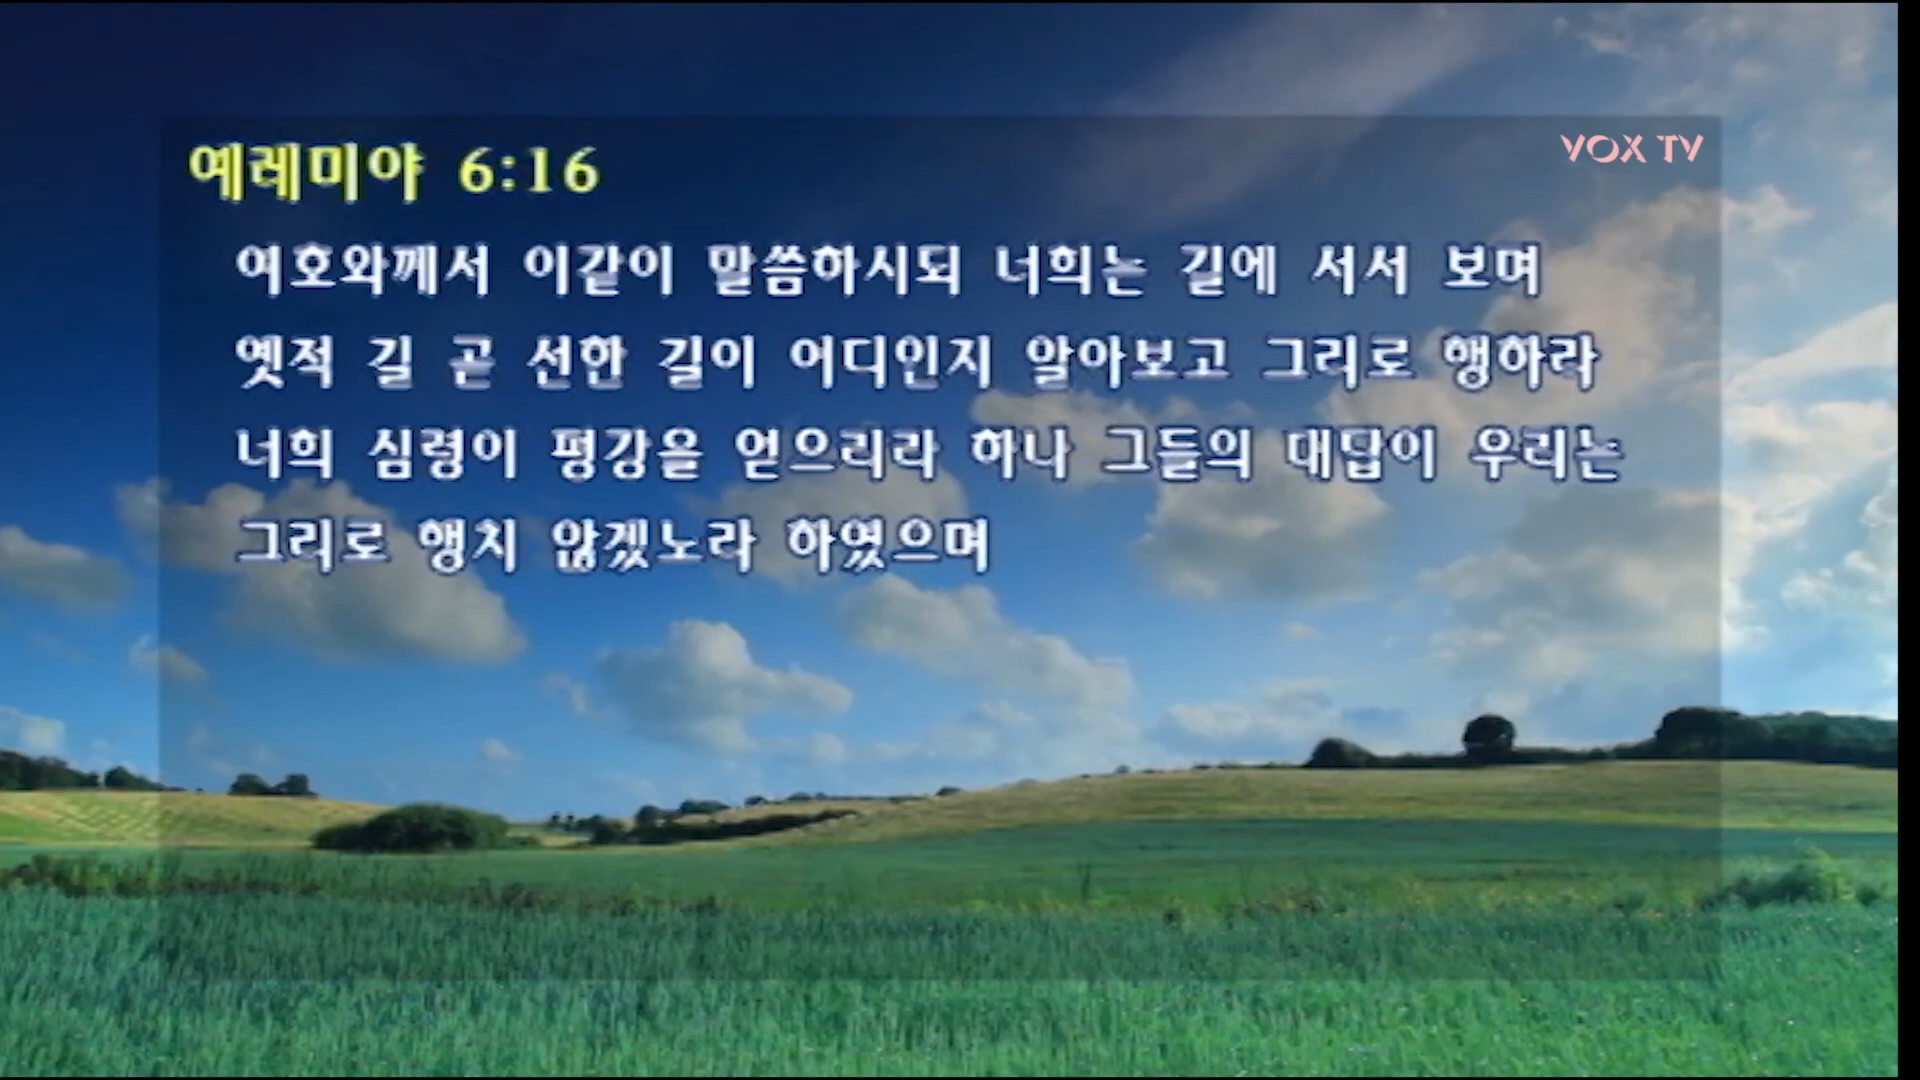 예레미야 6:16
VOX TV
여호와께서 이같이 말씀하시되 너희는 길에 서서 보며
옛적 길 곧 선한 길이 어디인지 알아보고 그리로 행하라
너희 심령이 평강을 얻으리라 하나 그들의 대답이 우리는
그리로 행치 않겠노라 하였으며